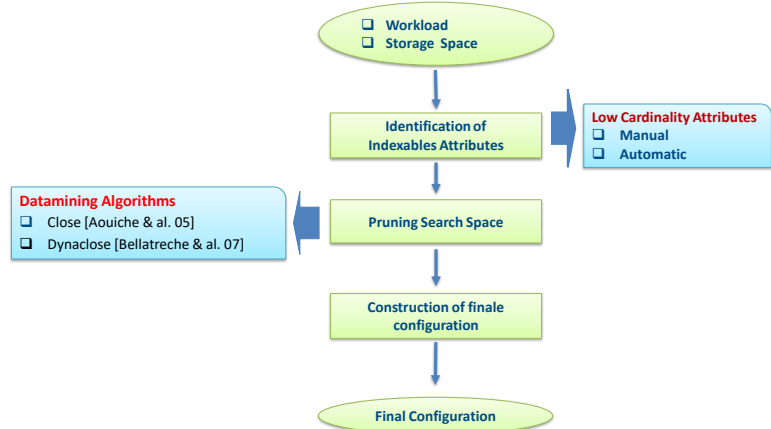 Workload
Storage Space
Identification of
Indexables Attributes
Low Cardinality Attributes
Manual
Automatic
Datamining Algorithms
Close [Aouiche & al. 05]
Dynaclose [Bellatreche & al. 07]
Pruning Search Space
Construction of finale
configuration
Final Configuration